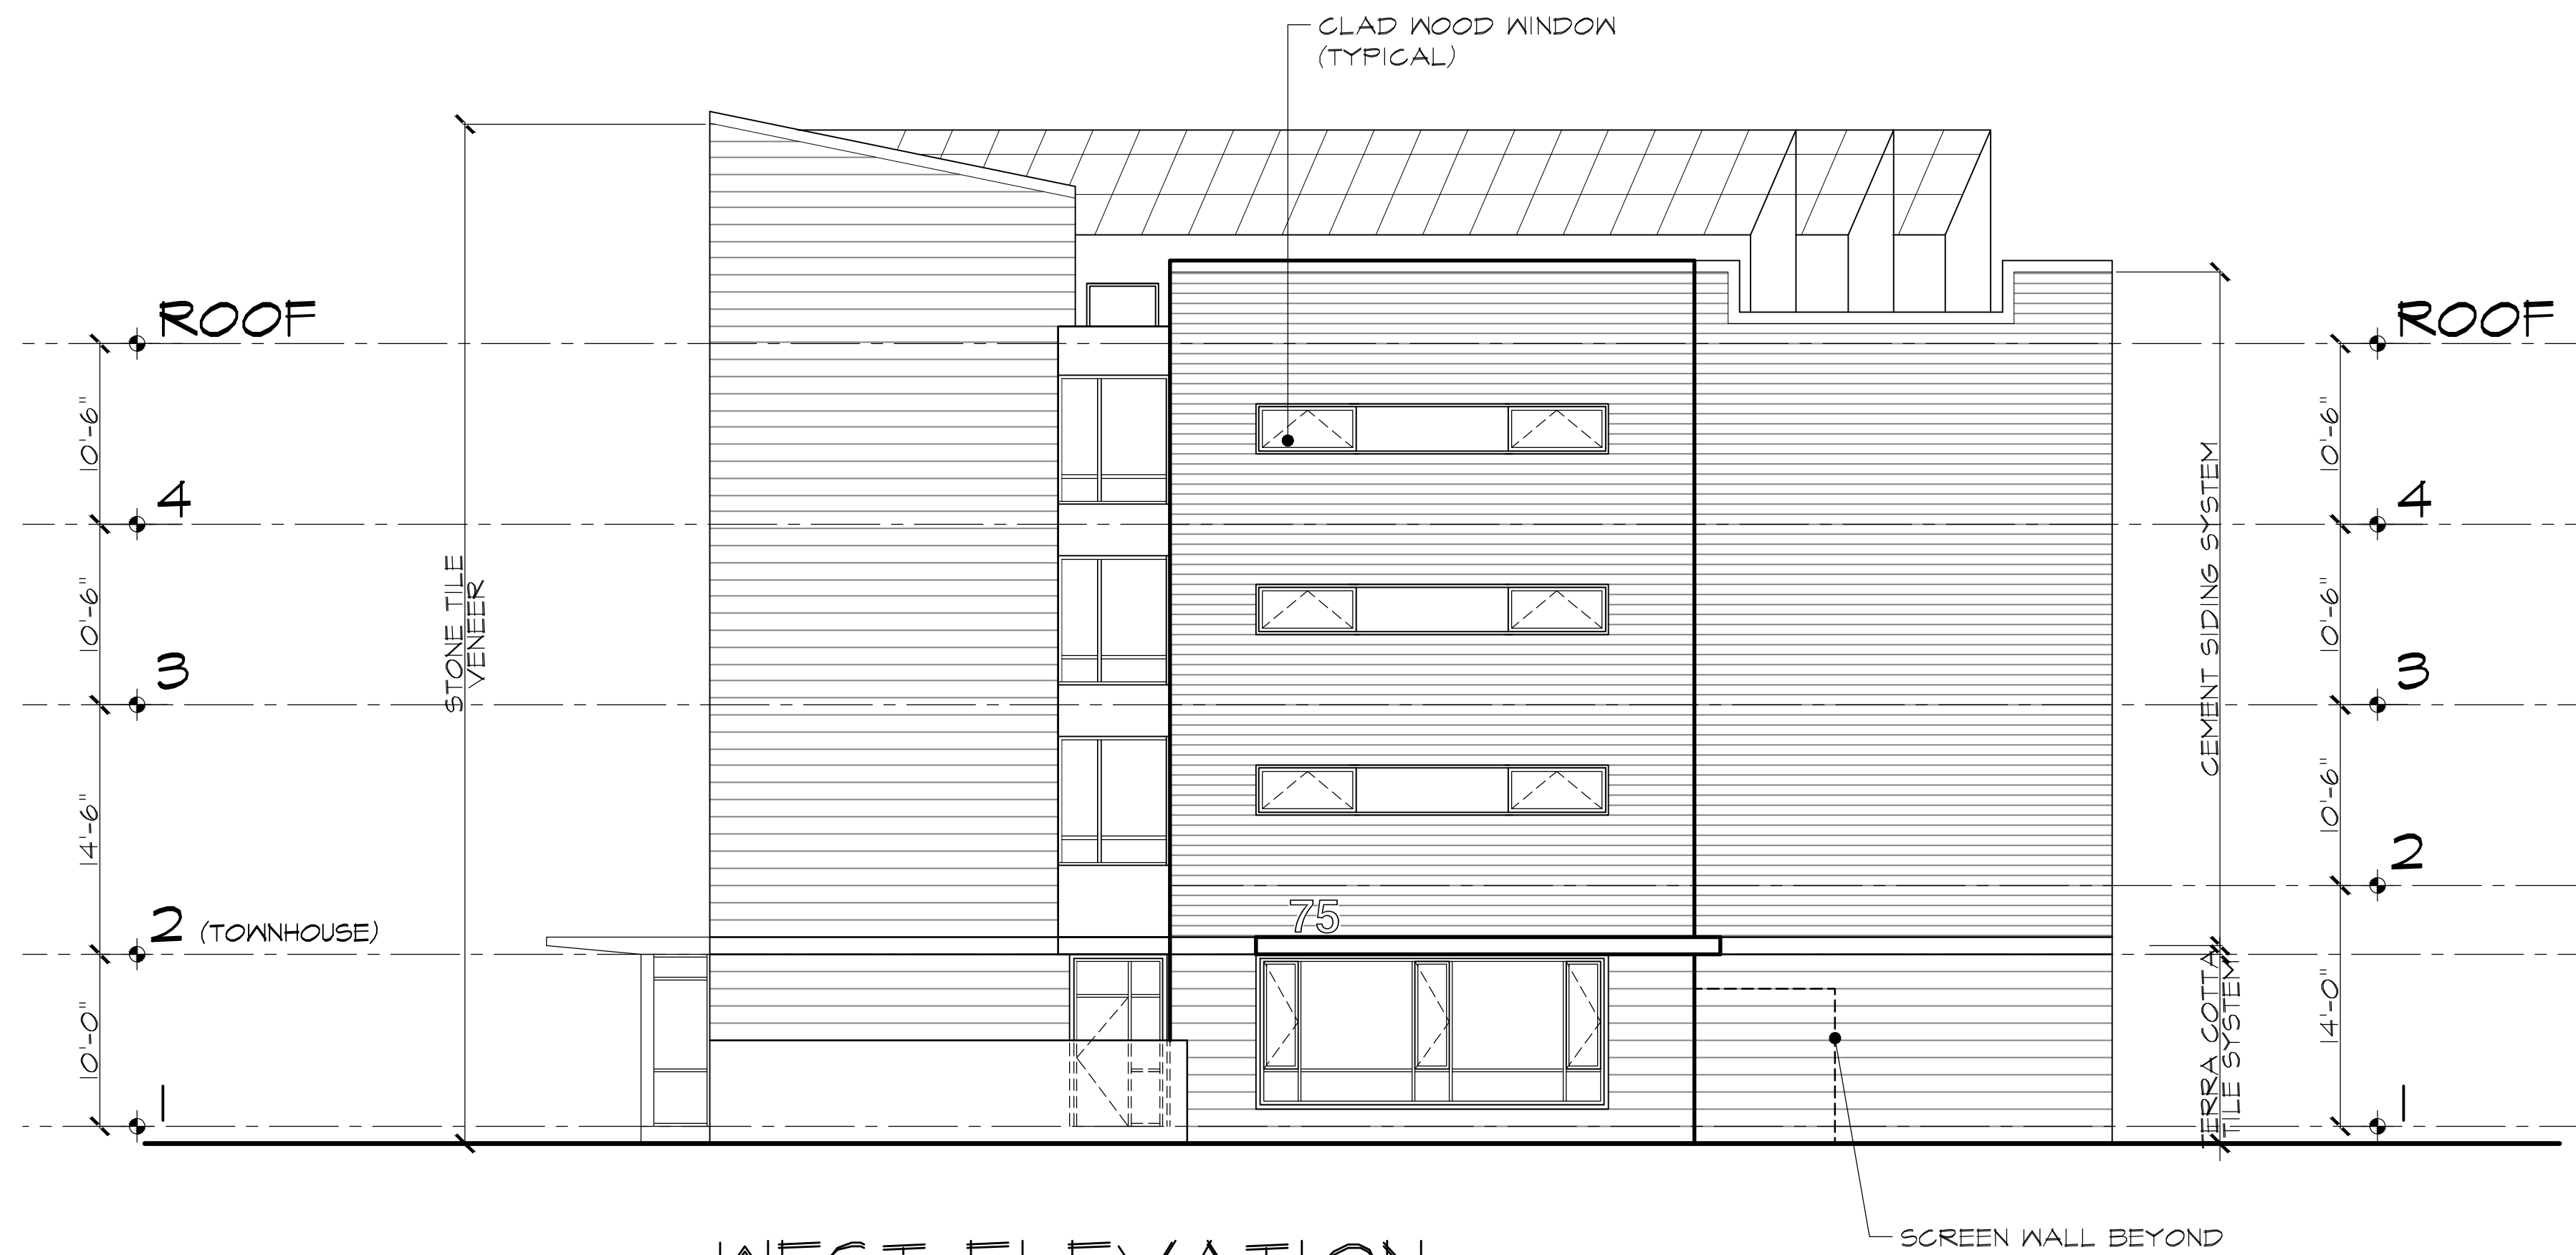 CLAD WOOD WINDOW
(TYPICAL)
ROOF
ROOF
10'-6"
10'-6"
4
4
STONE TILE
VENEER
CEMENT SIDING SYSTEM
10'-6"
10'-6"
3
3
14'-6"
10'-6"
2
2 (TOWNHOUSE)
75
10'-0"
14'-0"
TERRA COTTA
TILE SYSTEM
1
1
SCREEN WALL BEYOND
WEST ELEVATION